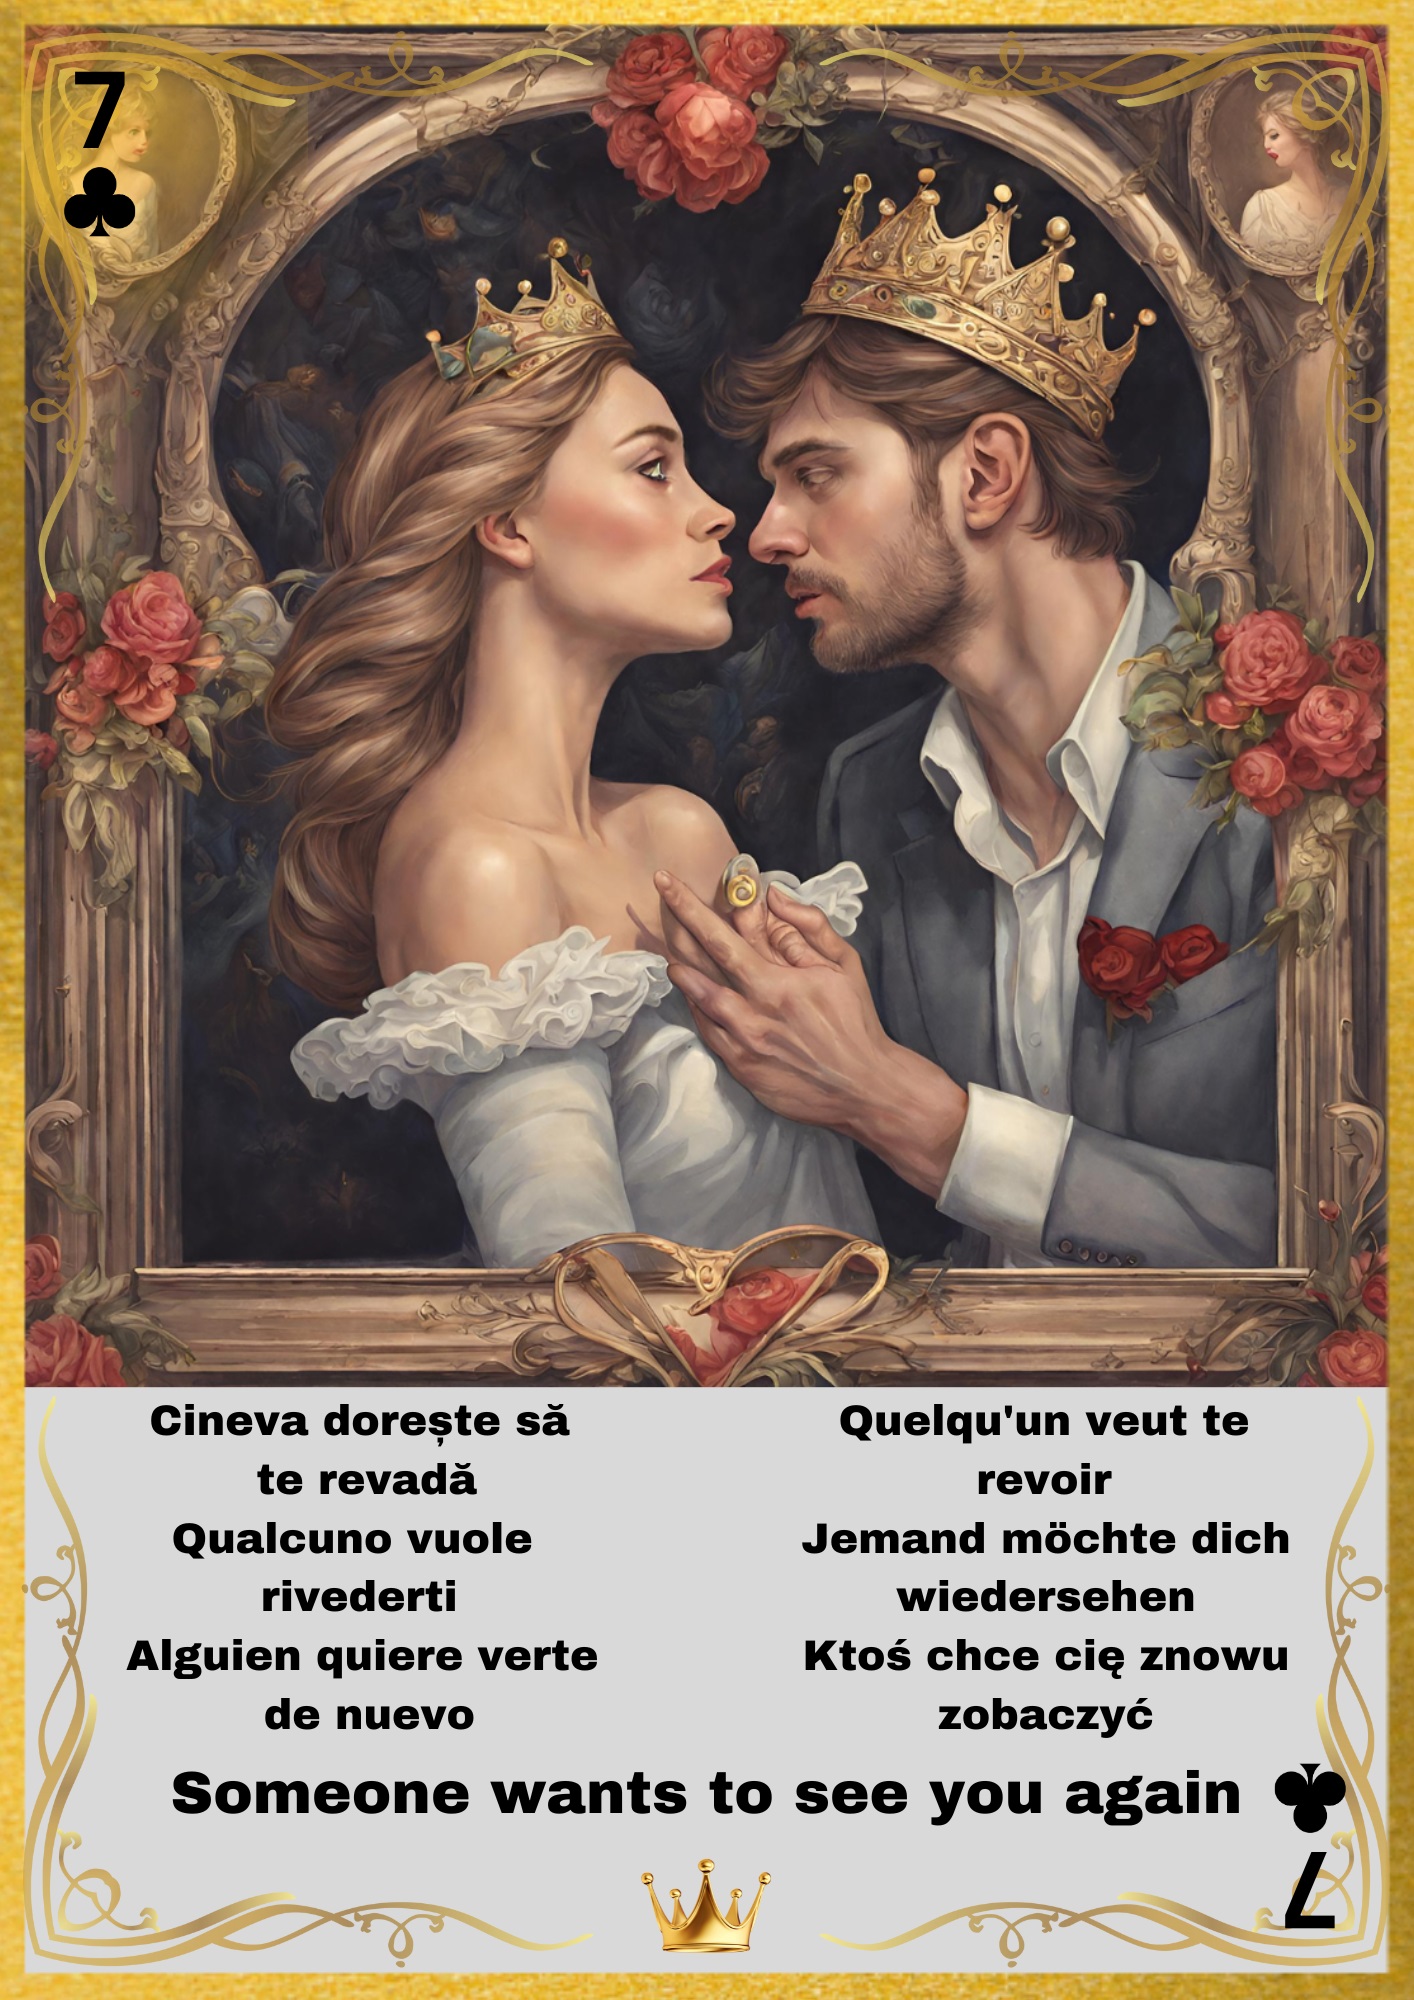 7
Cineva dorește să
te revadă
Qualcuno vuole
rivederti
Alguien quiere verte
de nuevo
Quelqu'un veut te
revoir
Jemand möchte dich
wiedersehen
Ktoś chce cię znowu
zobaczyć
Someone wants to see you again
7